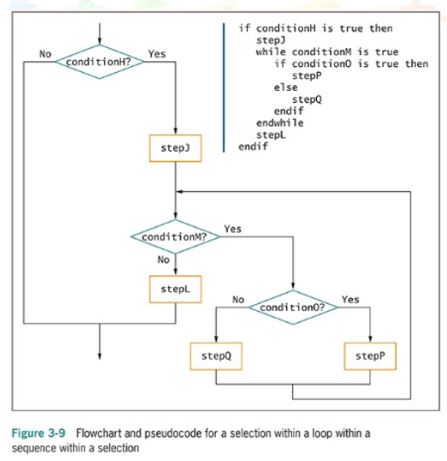 if conditionH is true then
stepJ
while conditionM is true
if conditionO is true then
stepP
else
stepQ
endif
endwhile
stepL
endif
No
conditionH?
Yes
stepJ
conditionM?
Yes
No
stepL
No
conditionO?
Yes
stepQ
stepP
Figure 3-9 Flowchart and pseudocode for a selection within a loop within a
sequence within a selection